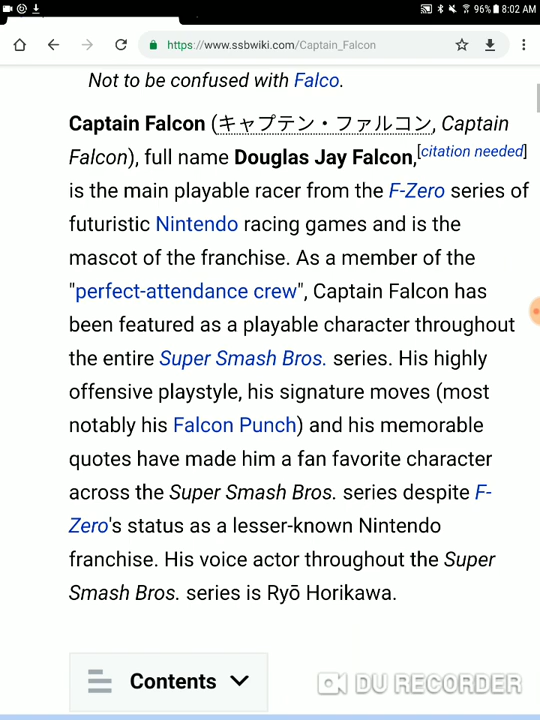 96% 8:02 AM
https://www.ssbwiki.com/Captain_Falcon
Not to be confused with Falco.
Captain Falcon (キャプテン・ファルコン, Captain
Falcon), full name Douglas Jay Falcon,[citation needed]
is the main playable racer from the F-Zero series of
futuristic Nintendo racing games and is the
mascot of the franchise. As a member of the
"perfect-attendance crew", Captain Falcon has
been featured as a playable character throughout
the entire Super Smash Bros. series. His highly
offensive playstyle, his signature moves (most
notably his Falcon Punch) and his memorable
quotes have made him a fan favorite character
across the Super Smash Bros. series despite F-
Zero's status as a lesser-known Nintendo
franchise. His voice actor throughout the Super
Smash Bros. series is Ryō Horikawa.
Contents
DU RECORDER